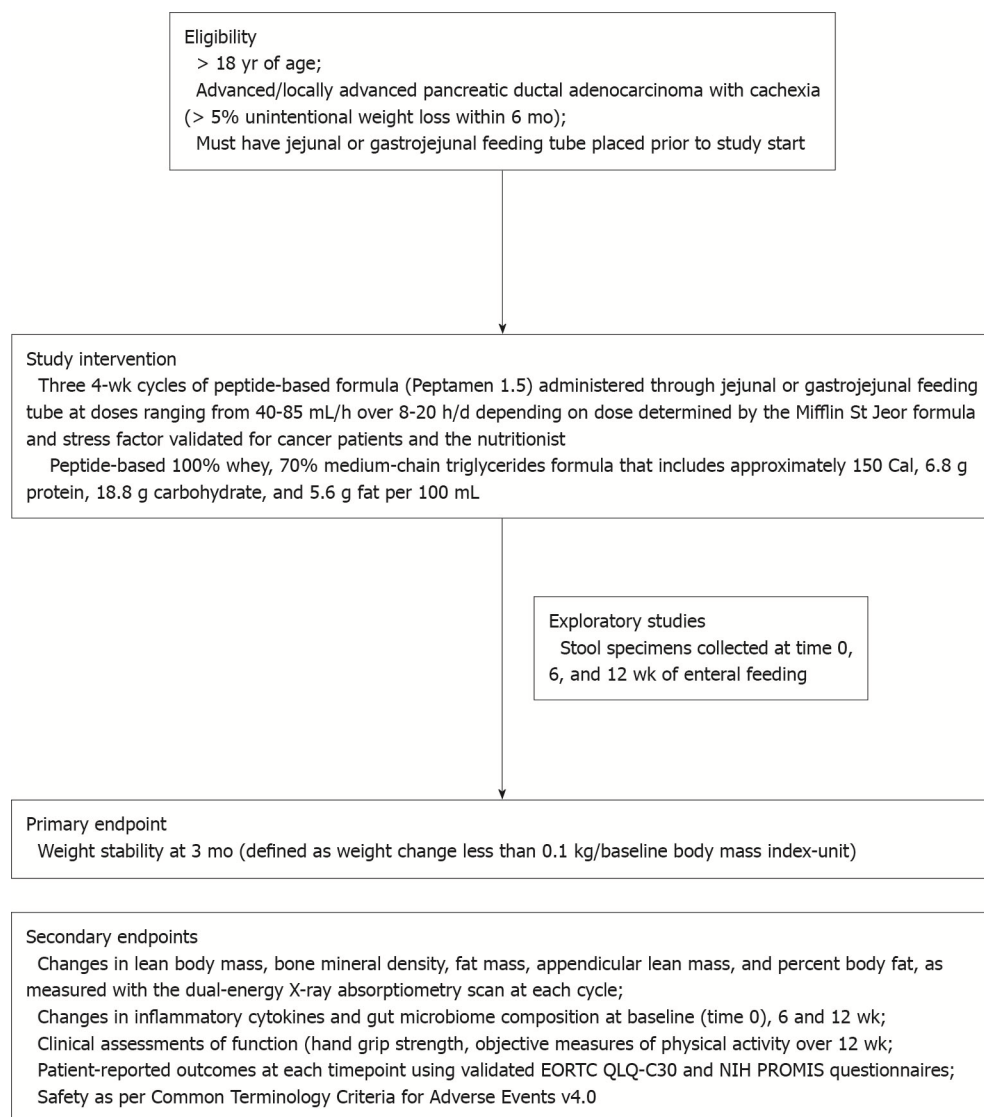 Eligibility
> 18 yr of age;
Advanced/locally advanced pancreatic ductal adenocarcinoma with cachexia
(> 5% unintentional weight loss within 6 mo);
Must have jejunal or gastrojejunal feeding tube placed prior to study start
Study intervention
Three 4-wk cycles of peptide-based formula (Peptamen 1.5) administered through jejunal or gastrojejunal feeding
tube at doses ranging from 40-85 mL/h over 8-20 h/d depending on dose determined by the Mifflin St Jeor formula
and stress factor validated for cancer patients and the nutritionist
Peptide-based 100% whey, 70% medium-chain triglycerides formula that includes approximately 150 Cal, 6.8 g
protein, 18.8 g carbohydrate, and 5.6 g fat per 100 mL
Exploratory studies
Stool specimens collected at time 0,
6, and 12 wk of enteral feeding
Primary endpoint
Weight stability at 3 mo (defined as weight change less than 0.1 kg/baseline body mass index-unit)
Secondary endpoints
Changes in lean body mass, bone mineral density, fat mass, appendicular lean mass, and percent body fat, as
measured with the dual-energy X-ray absorptiometry scan at each cycle;
Changes in inflammatory cytokines and gut microbiome composition at baseline (time 0), 6 and 12 wk;
Clinical assessments of function (hand grip strength, objective measures of physical activity over 12 wk;
Patient-reported outcomes at each timepoint using validated EORTC QLQ-C30 and NIH PROMIS questionnaires;
Safety as per Common Terminology Criteria for Adverse Events v4.0